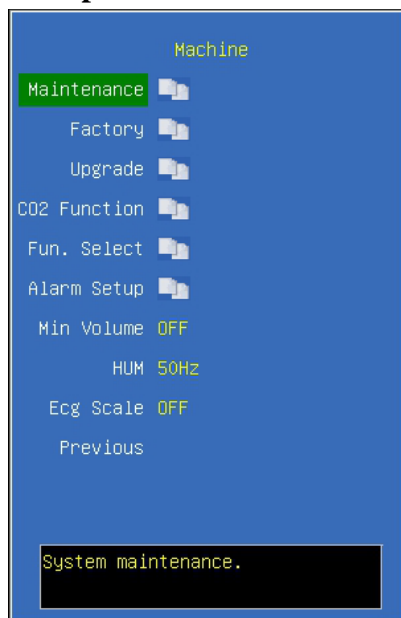 Machine
Maintenance
Factory
Upgrade
CO2 Function
Fun. Select
Alarm Setup
Min Volume OFF
HUM 50Hz
Ecg Scale OFF
Previous
System maintenance.